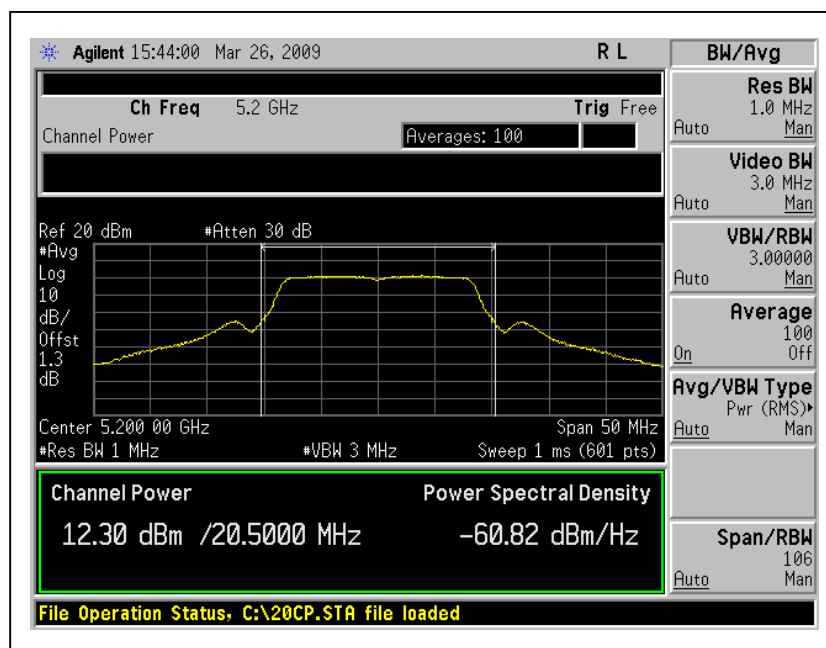 Agilent 15:44:00 Mar 26, 2009 R L
Ch Freq 5.2 GHz Trig Free
Channel Power Averages: 100
Ref 20 dBm #Atten 30 dB
#Avg
Log
10
dB/
Offst
1.3
dB
Center 5.200 00 GHz Span 50 MHz
#Res BW 1 MHz #VBW 3 MHz Sweep 1 ms (601 pts)
Channel Power Power Spectral Density
12.30 dBm /20.5000 MHz -60.82 dBm/Hz
File Operation Status, C:\20CP.STA file loaded
BW/Avg
Res BW
1.0 MHz
Auto Man
Video BW
3.0 MHz
Auto Man
VBW/RBW
3.00000
Auto Man
Average
100
On Off
Avg/VBW Type
Pwr (RMS)▸
Auto Man
Span/RBW
106
Auto Man